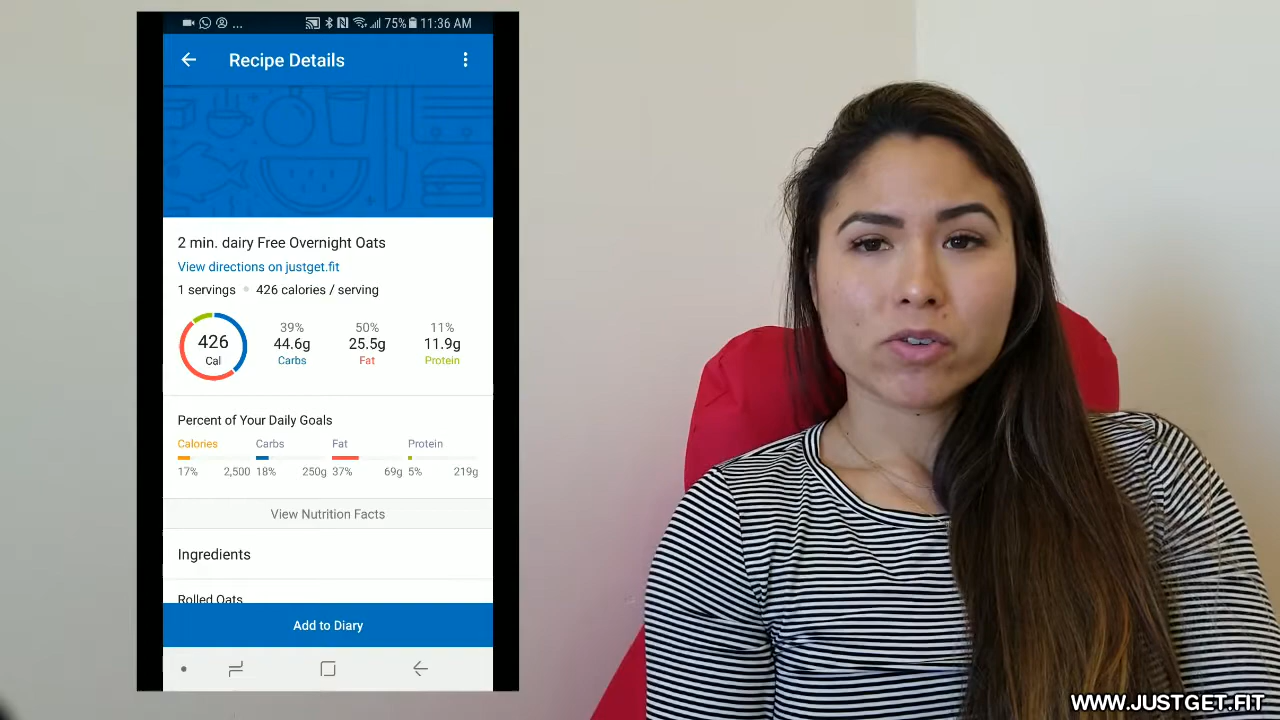 ... 75% 11:36 AM
Recipe Details
2 min. dairy Free Overnight Oats
View directions on justget.fit
1 servings 426 calories / serving
426
Cal
39% 50% 11%
44.6g 25.5g 11.9g
Carbs Fat Protein
Percent of Your Daily Goals
Calories Carbs Fat Protein
17% 2,500 18% 250g 37% 69g 5% 219g
View Nutrition Facts
Ingredients
Rolled Oats
Add to Diary
WWW.JUSTGET.FIT